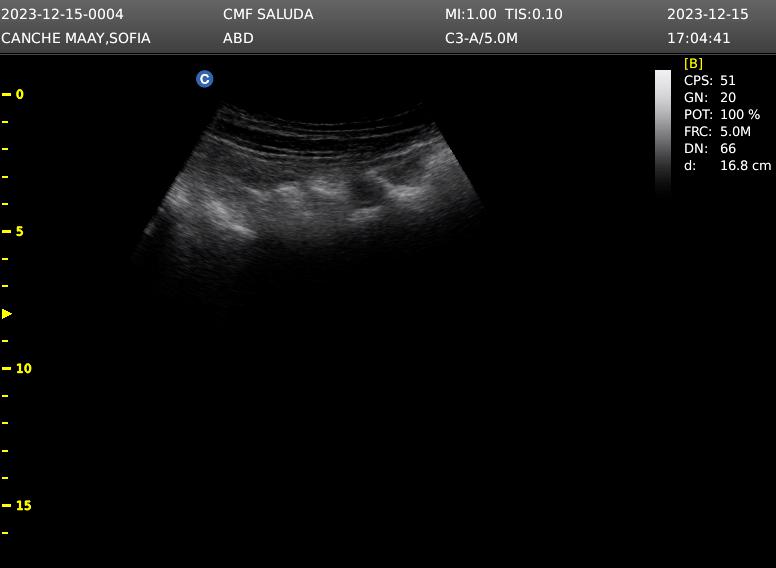 2023-12-15-0004 CMF SALUDA MI:1.00 TIS:0.10 2023-12-15
CANCHE MAAY,SOFIA ABD C3-A/5.0M 17:04:41
C
[B]
CPS: 51
GN: 20
POT: 100 %
FRC: 5.0M
DN: 66
d: 16.8 cm
0
5
10
15